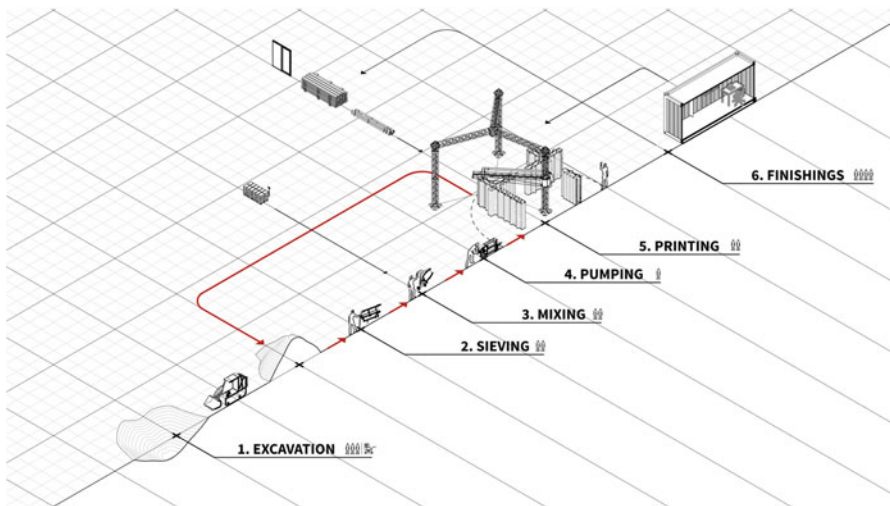 1. EXCAVATION
2. SIEVING
3. MIXING
4. PUMPING
5. PRINTING
6. FINISHINGS